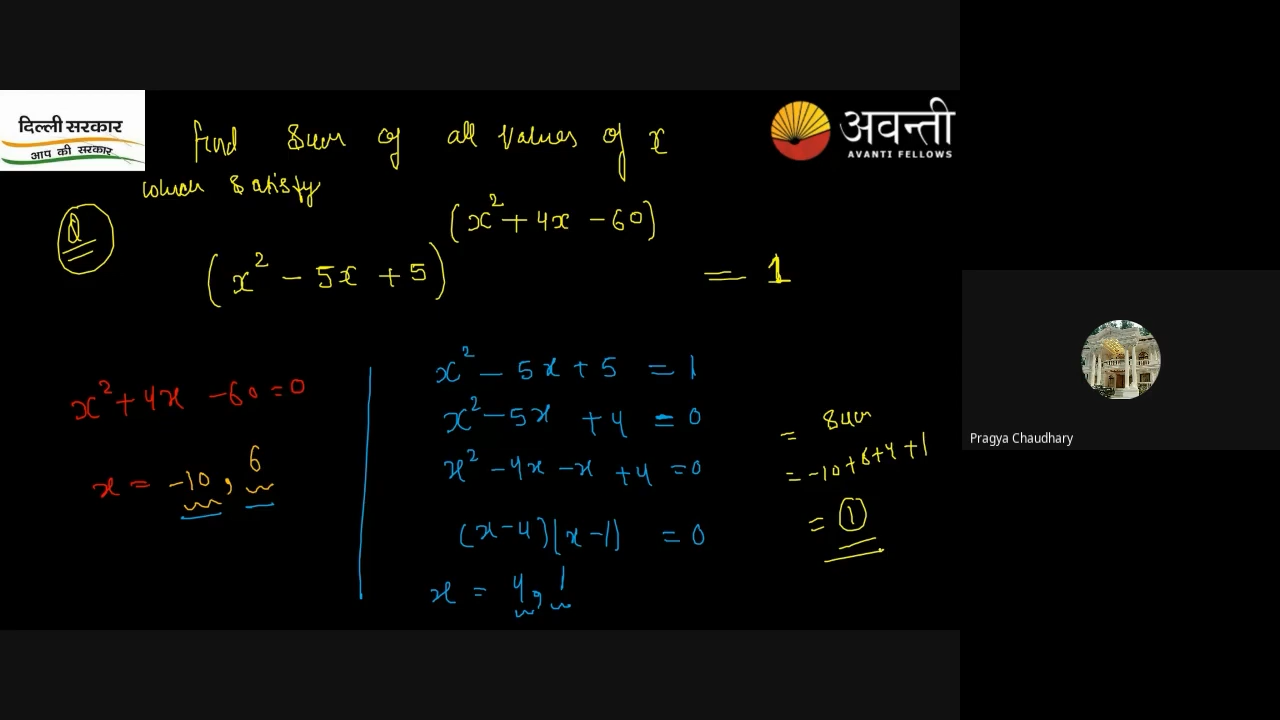 दिल्ली सरकार
आप की सरकार
अवन्ती
AVANTI FELLOWS
Find Sum of all values of x
which satisfy
Q
(x² - 5x + 5)^(x² + 4x - 60) = 1
x² + 4x - 60 = 0
x = -10, 6
x² - 5x + 5 = 1
x² - 5x + 4 = 0
x² - 4x - x + 4 = 0
(x-4)(x-1) = 0
x = 4, 1
= Sum
= -10+6+4+1
= 1
Pragya Chaudhary